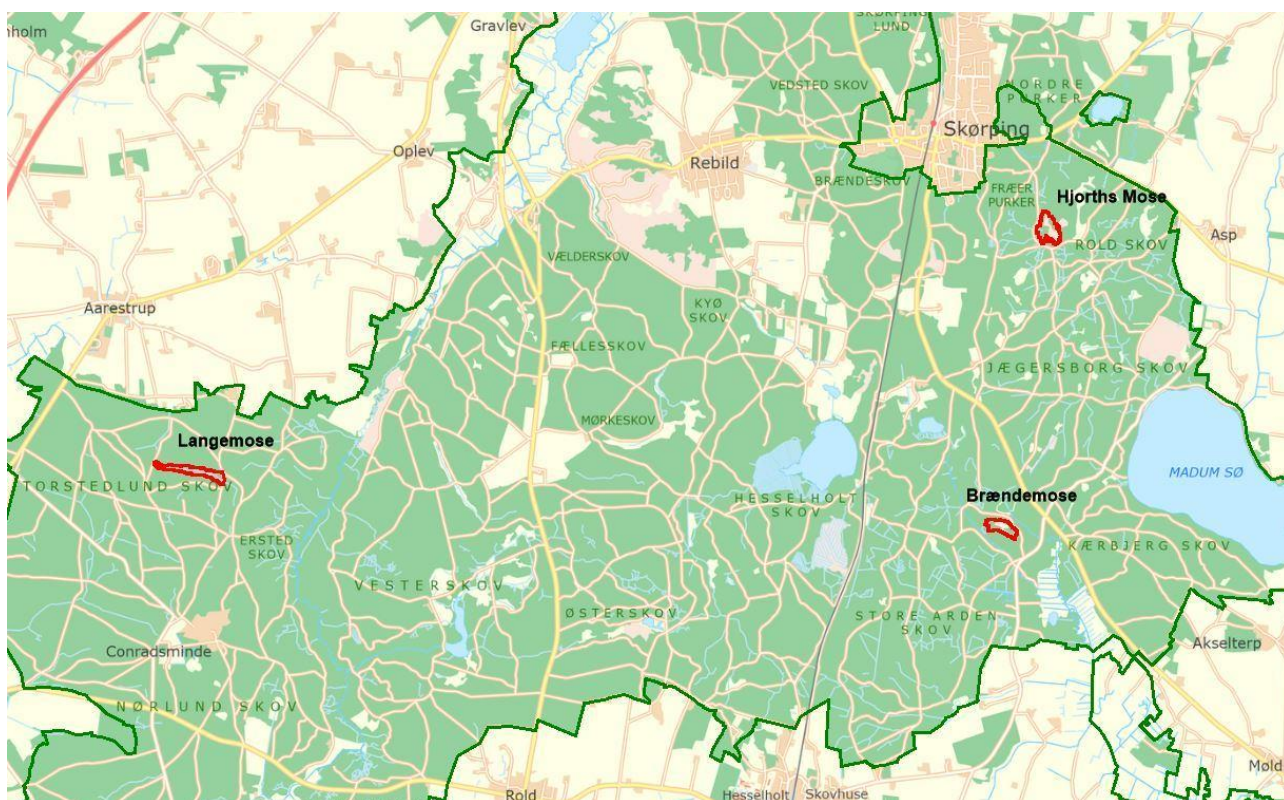 Gravlev
SKØRPING
LUND
VEDSTED SKOV
NORDRE
PURKER
Skørping
Oplev
Rebild
BRÆNDESKOV
FRÆER
PURKER
Hjorths Mose
Asp
ROLD SKOV
VÆLDERSKOV
Aarestrup
KYØ
SKOV
FÆLLESSKOV
JÆGERSBORG SKOV
MØRKESKOV
Langemose
MADUM SØ
TORSTEDLUND SKOV
HESSELHOLT
SKOV
Brændemose
ERSTED
SKOV
KÆRBJERG SKOV
VESTERSKOV
ØSTERSKOV
STORE ARDEN
SKOV
Akselterp
Conradsminde
NØRLUND SKOV
Rold
Hesselholt
Skovhuse
Møld